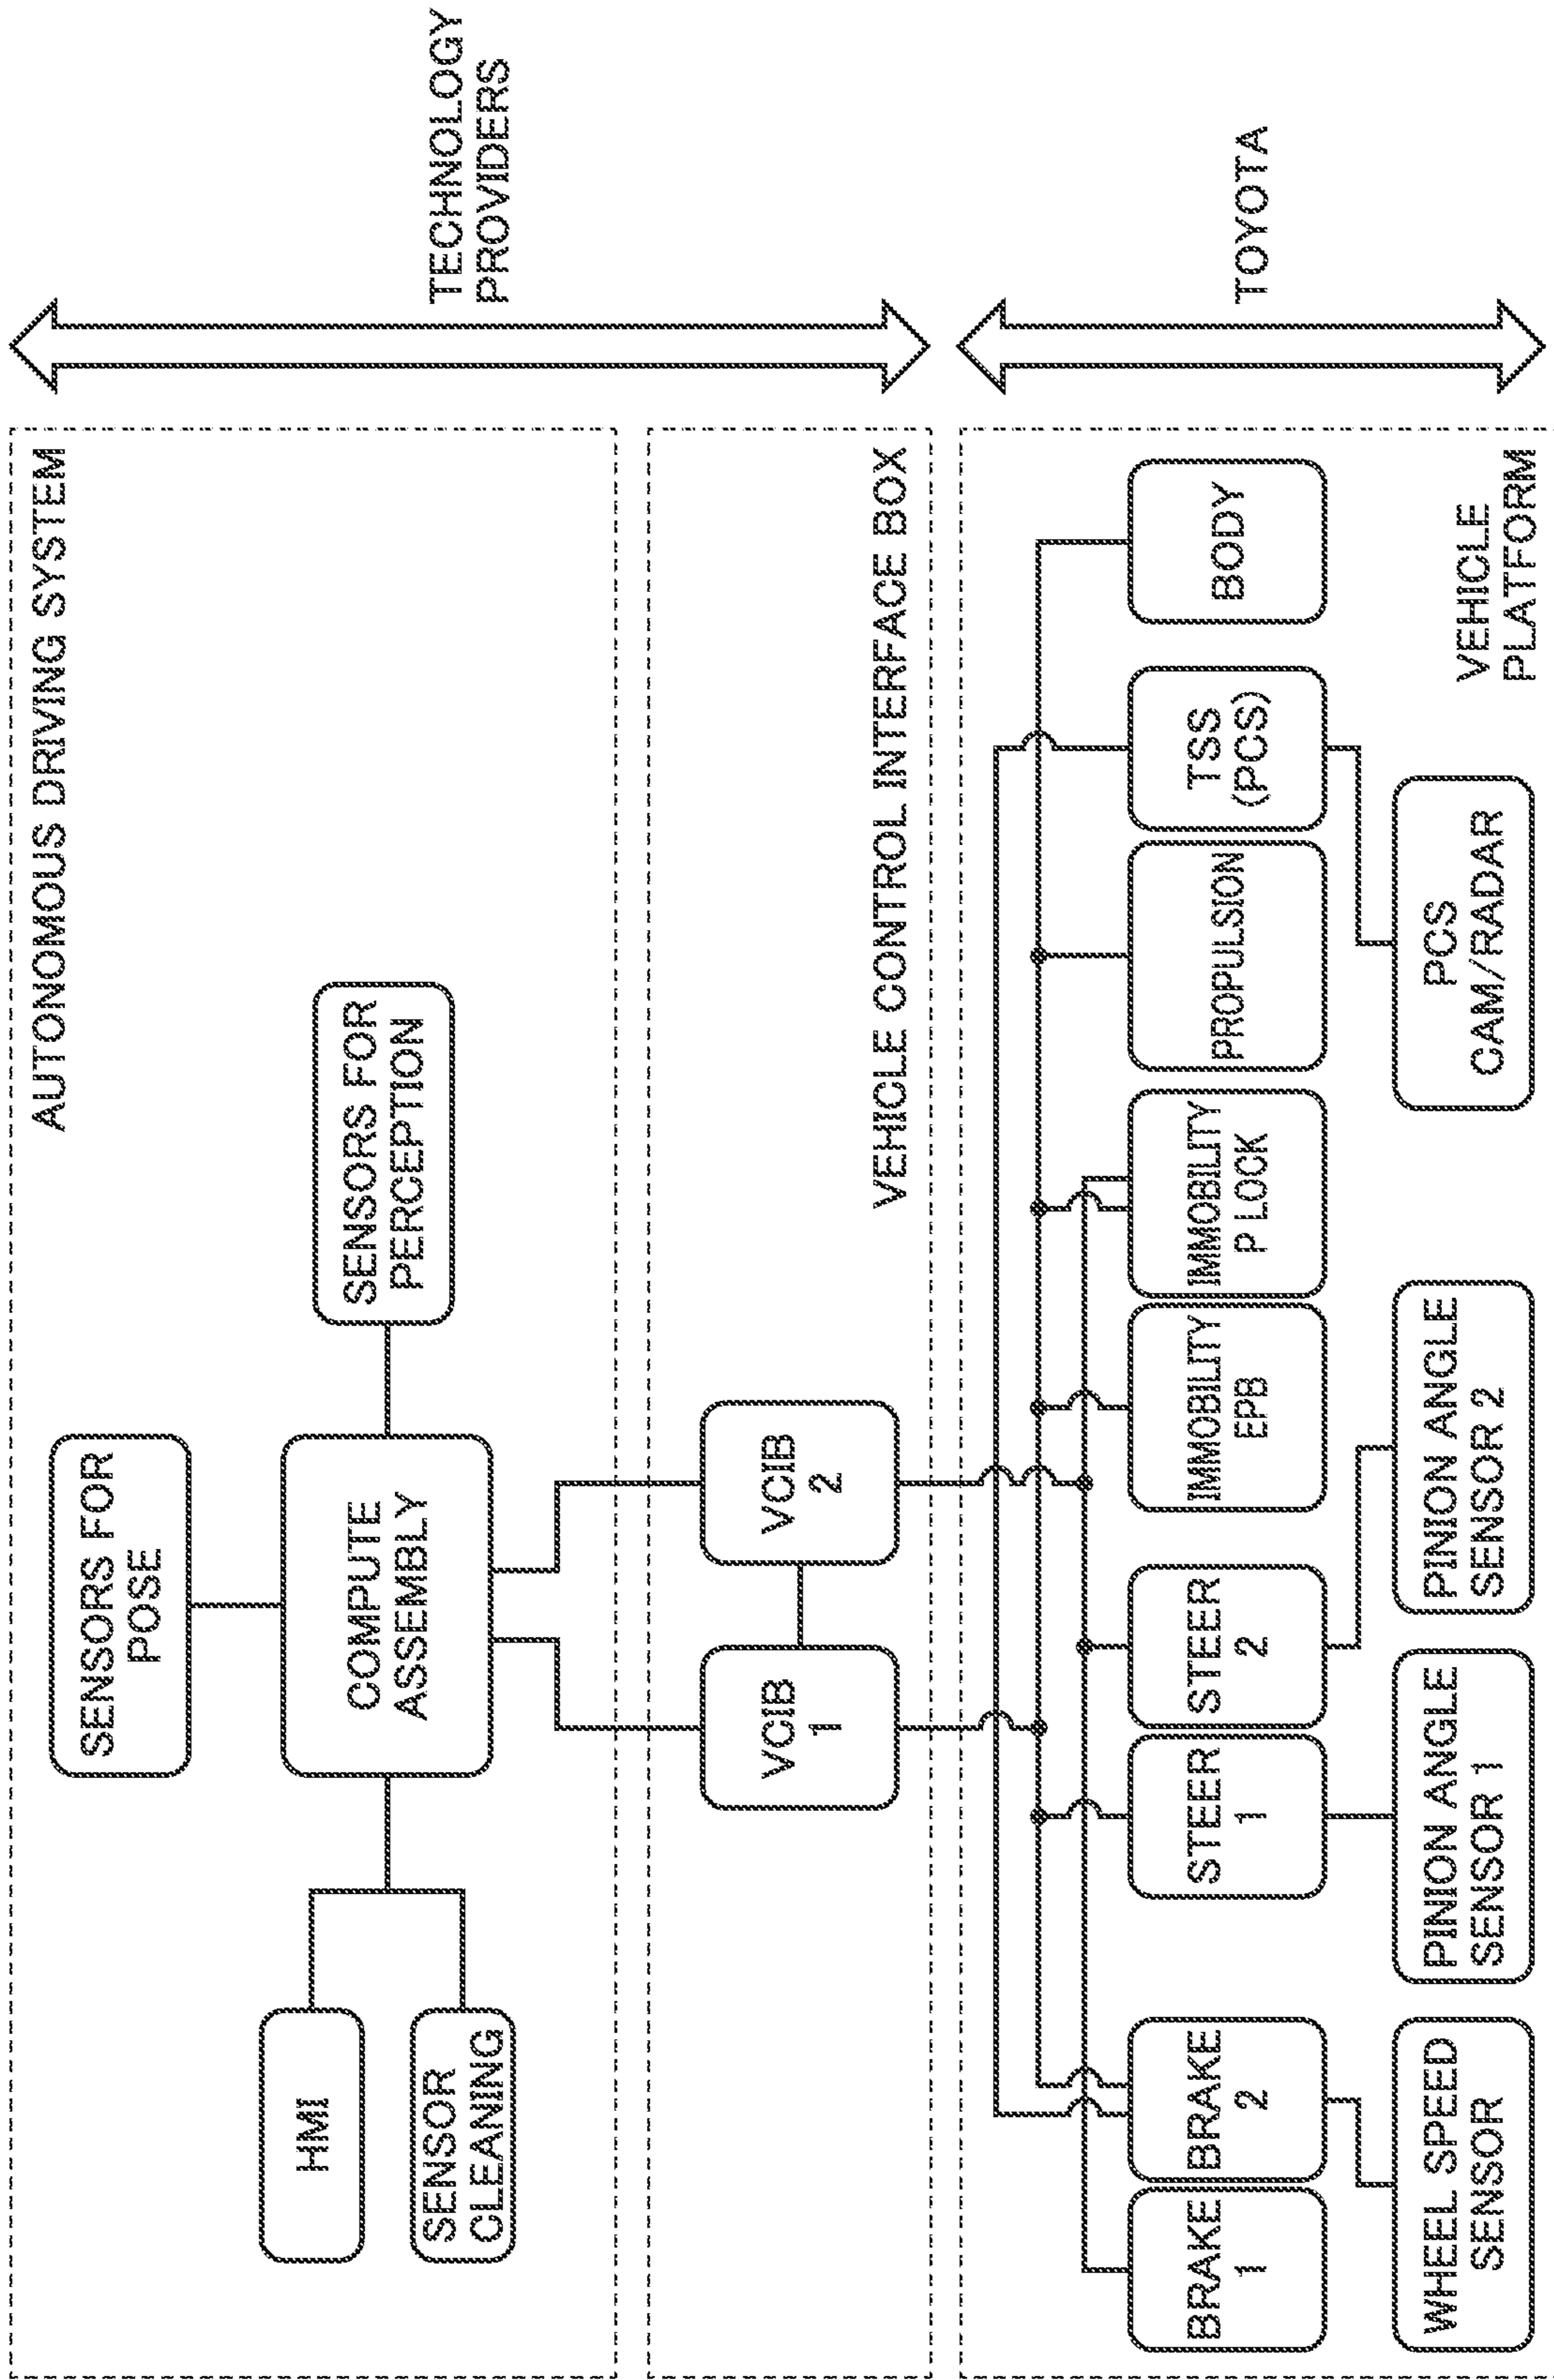 AUTONOMOUS DRIVING SYSTEM
SENSORS FOR
POSE
HMI
SENSOR
CLEANING
COMPUTE
ASSEMBLY
SENSORS FOR
PERCEPTION
TECHNOLOGY
PROVIDERS
VCIB
1
VCIB
2
VEHICLE CONTROL INTERFACE BOX
BRAKE
1
BRAKE
2
STEER
1
STEER
2
IMMOBILITY
EPB
IMMOBILITY
P LOCK
PROPULSION
TSS
(PCS)
BODY
TOYOTA
WHEEL SPEED
SENSOR
PINION ANGLE
SENSOR 1
PINION ANGLE
SENSOR 2
PCS
CAM/RADAR
VEHICLE
PLATFORM